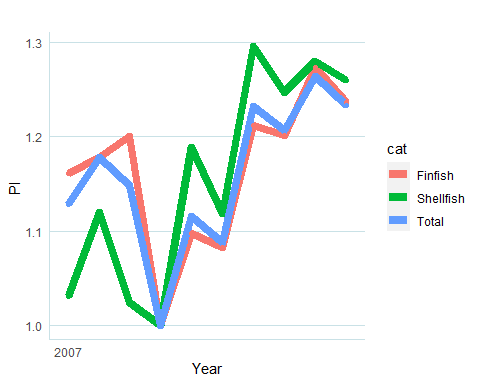 1.3
1.2
1.1
1.0
PI
2007
Year
cat
Finfish
Shellfish
Total